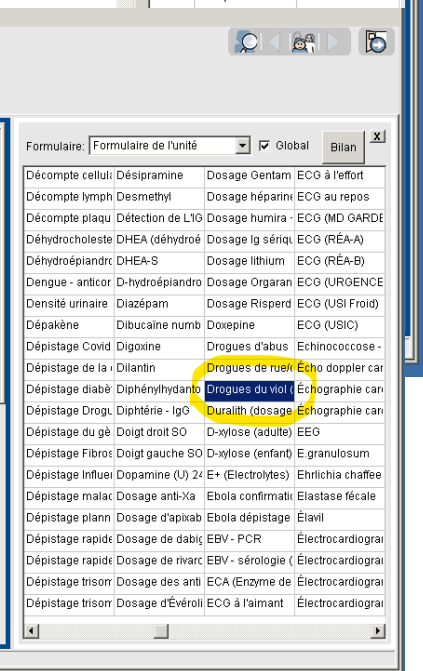 Formulaire: Formulaire de l'unité Global Bilan X
Décompte cellula Désipramine Dosage Gentam ECG à l'effort
Décompte lymph Desmethyl Dosage héparine ECG au repos
Décompte plaqu Détection de L'IG Dosage humira - ECG (MD GARDE
Déhydrocholeste DHEA (déhydroé Dosage Ig sériqu ECG (RÉA-A)
Déhydroépiandro DHEA-S Dosage lithium ECG (RÉA-B)
Dengue - anticor D-hydroépiandro Dosage Orgaran ECG (URGENCE
Densité urinaire Diazépam Dosage Risperd ECG (USI Froid)
Dépakène Dibucaïne numb Doxepine ECG (USIC)
Dépistage Covid Digoxine Drogues d'abus Echinococcose -
Dépistage de la Dilantin Drogues de rue/ Écho doppler car
Dépistage diabè Diphénylhydanto Drogues du viol ( Échographie car
Dépistage Drogu Diphtérie - IgG Duralith (dosage Échographie car
Dépistage du gè Doigt droit SO D-xylose (adulte) EEG
Dépistage Fibros Doigt gauche SO D-xylose (enfant) E.granulosum
Dépistage Influer Dopamine (U) 24 E+ (Electrolytes) Ehrlichia chaffee
Dépistage malac Dosage anti-Xa Ebola confirmatio Elastase fécale
Dépistage plann Dosage d'apixab Ebola dépistage Élavil
Dépistage rapide Dosage de dabig EBV - PCR Électrocardiogra
Dépistage rapide Dosage de rivaro EBV - sérologie ( Électrocardiogra
Dépistage trisom Dosage des anti ECA (Enzyme de Électrocardiogra
Dépistage trisom Dosage d'Évéroli ECG à l'aimant Électrocardiogra